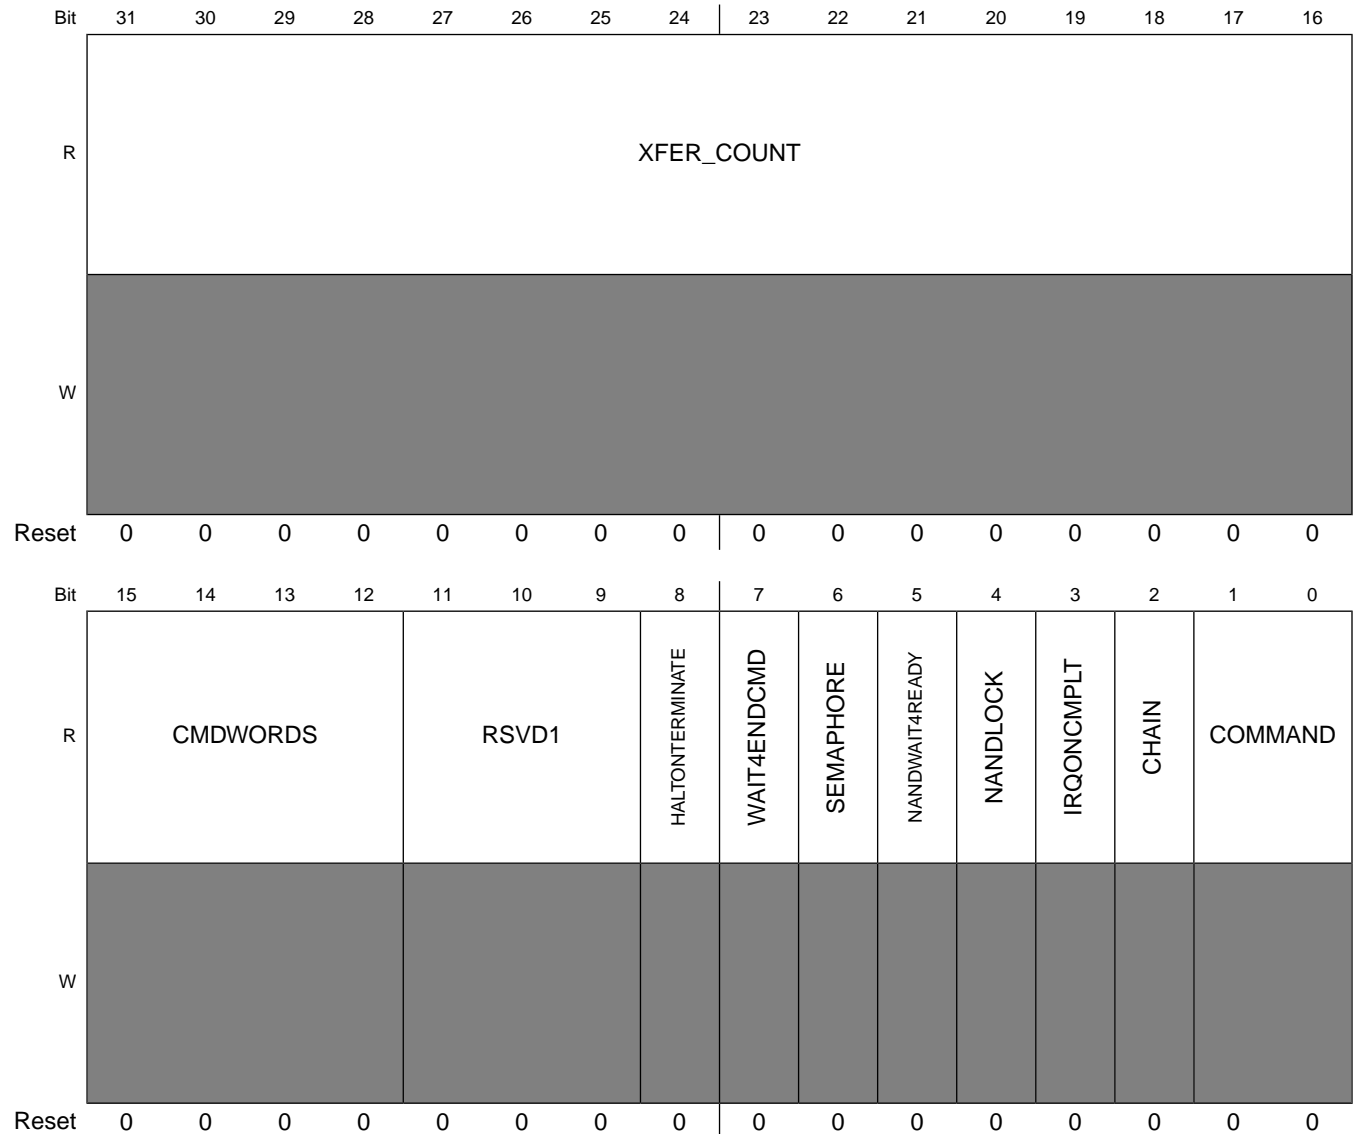 Bit 31 30 29 28 27 26 25 24 23 22 21 20 19 18 17 16
R XFER_COUNT
W
Reset 0 0 0 0 0 0 0 0 0 0 0 0 0 0 0 0
Bit 15 14 13 12 11 10 9 8 7 6 5 4 3 2 1 0
R CMDWORDS RSVD1 HALTONTERMINATE WAIT4ENDCMD SEMAPHORE NANDWAIT4READY NANDLOCK IRQONCMPLT CHAIN COMMAND
W
Reset 0 0 0 0 0 0 0 0 0 0 0 0 0 0 0 0